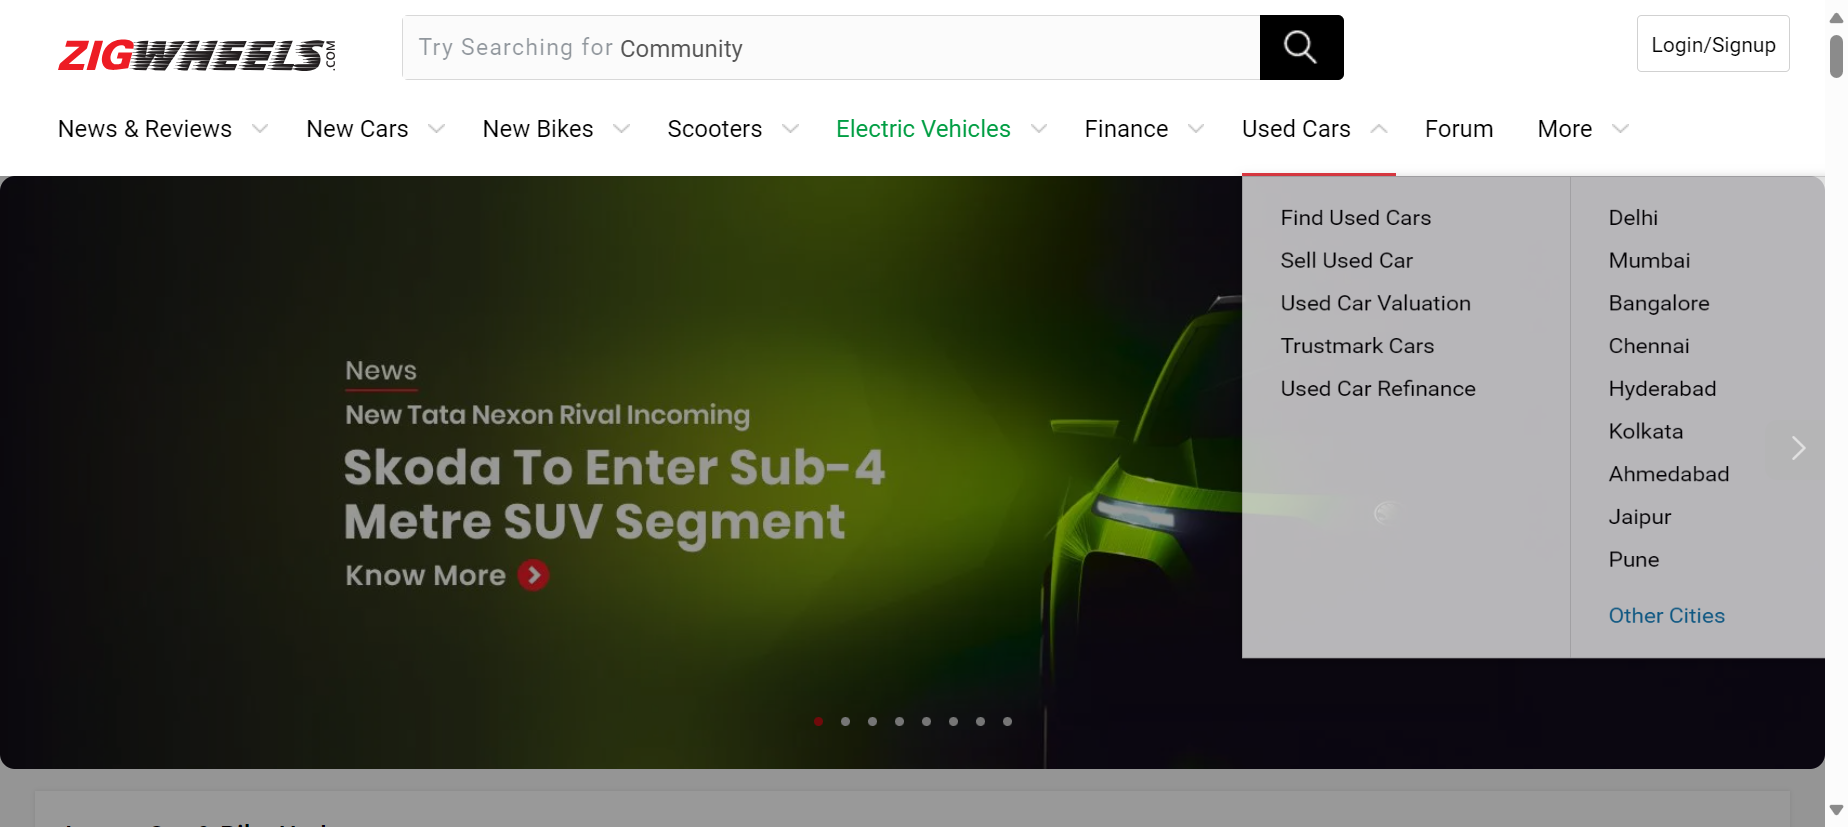 ZIGWHEELS.COM
Try Searching for Community
Login/Signup
News & Reviews
New Cars
New Bikes
Scooters
Electric Vehicles
Finance
Used Cars
Forum
More
Find Used Cars
Sell Used Car
Used Car Valuation
Trustmark Cars
Used Car Refinance
Delhi
Mumbai
Bangalore
Chennai
Hyderabad
Kolkata
Ahmedabad
Jaipur
Pune
Other Cities
News
New Tata Nexon Rival Incoming
Skoda To Enter Sub-4
Metre SUV Segment
Know More